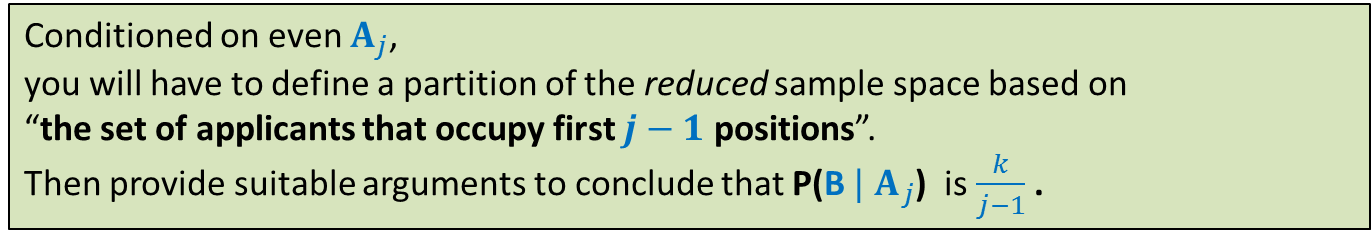 Conditioned on even A_j,
you will have to define a partition of the reduced sample space based on
“the set of applicants that occupy first j − 1 positions”.
Then provide suitable arguments to conclude that P(B | A_j) is k/(j−1) .